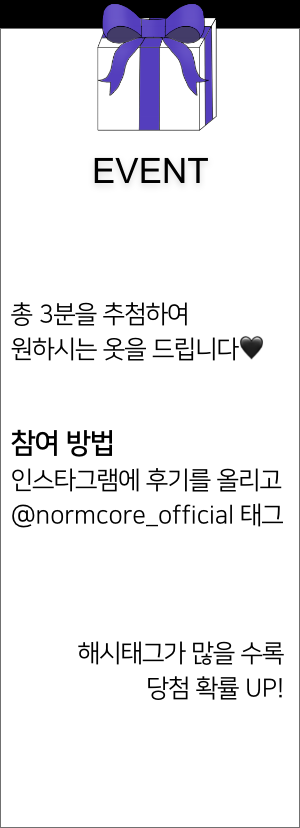 EVENT
총 3분을 추첨하여
원하시는 옷을 드립니다🖤
참여 방법
인스타그램에 후기를 올리고
@normcore_official 태그
해시태그가 많을 수록
당첨 확률 UP!